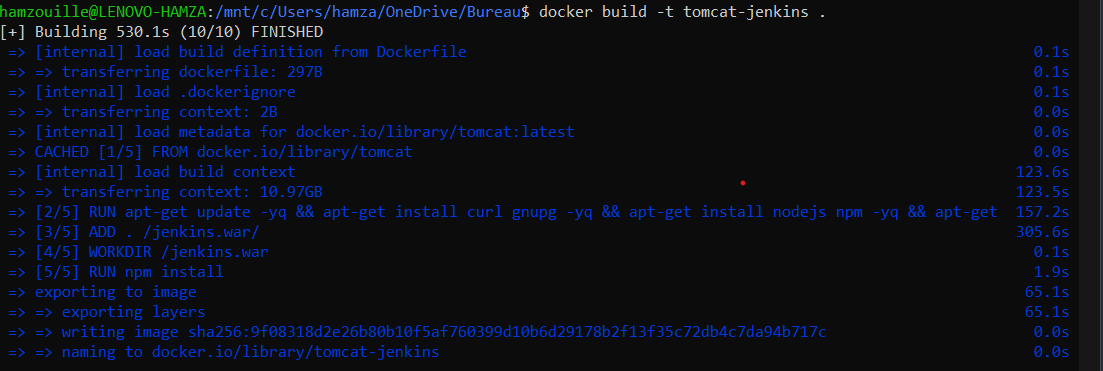 hamzouille@LENOVO-HAMZA:/mnt/c/Users/hamza/OneDrive/Bureau$ docker build -t tomcat-jenkins .
[+] Building 530.1s (10/10) FINISHED
=> [internal] load build definition from Dockerfile 0.1s
=> => transferring dockerfile: 297B 0.1s
=> [internal] load .dockerignore 0.1s
=> => transferring context: 2B 0.0s
=> [internal] load metadata for docker.io/library/tomcat:latest 0.0s
=> CACHED [1/5] FROM docker.io/library/tomcat 0.0s
=> [internal] load build context 123.6s
=> => transferring context: 10.97GB 123.5s
=> [2/5] RUN apt-get update -yq && apt-get install curl gnupg -yq && apt-get install nodejs npm -yq && apt-get 157.2s
=> [3/5] ADD . /jenkins.war/ 305.6s
=> [4/5] WORKDIR /jenkins.war 0.1s
=> [5/5] RUN npm install 1.9s
=> exporting to image 65.1s
=> => exporting layers 65.1s
=> => writing image sha256:9f08318d2e26b80b10f5af760399d10b6d29178b2f13f35c72db4c7da94b717c 0.0s
=> => naming to docker.io/library/tomcat-jenkins 0.0s